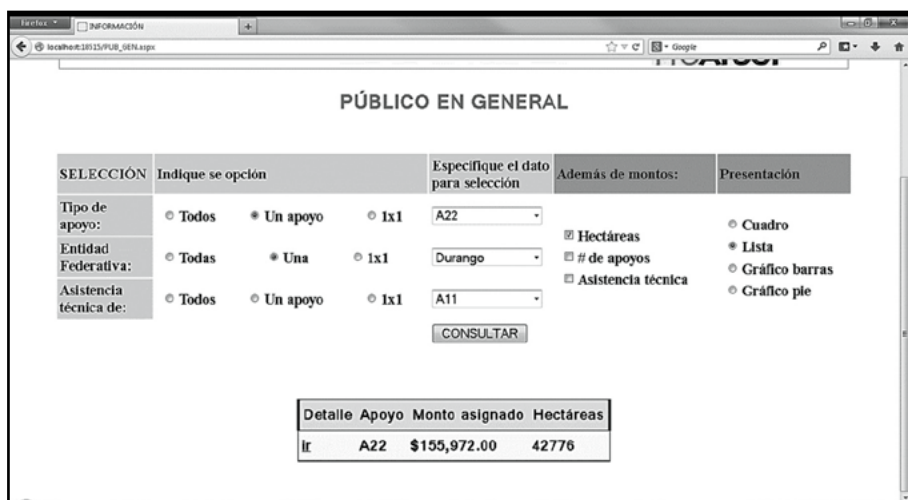 Firefox
INFORMACIÓN
localhost:18515/PUB_GEN.aspx
Google
PÚBLICO EN GENERAL
SELECCIÓN Indique se opción Especifique el dato para selección Además de montos: Presentación
Tipo de apoyo: Todos Un apoyo 1x1 A22
Entidad Federativa: Todas Una 1x1 Durango
Asistencia técnica de: Todos Un apoyo 1x1 A11
Hectáreas
# de apoyos
Asistencia técnica
Cuadro
Lista
Gráfico barras
Gráfico pie
CONSULTAR
Detalle Apoyo Monto asignado Hectáreas
ir A22 $155,972.00 42776